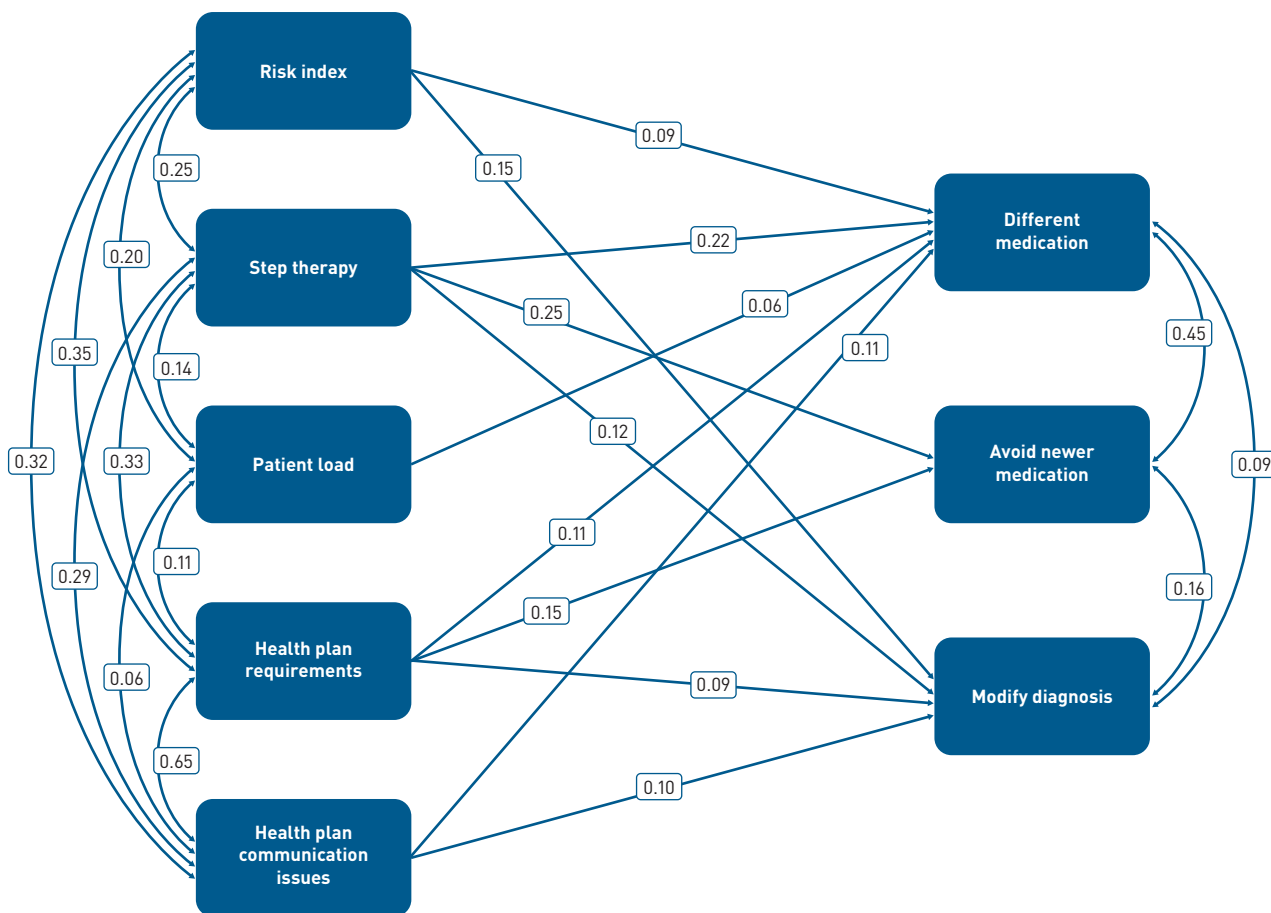 Risk index
0.09
0.15
0.25
Different
medication
Step therapy
0.22
0.20
0.25
0.06
0.45
0.11
0.35
0.14
0.12
0.32
0.33
Patient load
Avoid newer
medication
0.09
0.11
0.11
0.29
0.16
0.15
Health plan
requirements
0.06
0.09
Modify diagnosis
0.65
0.10
Health plan
communication
issues